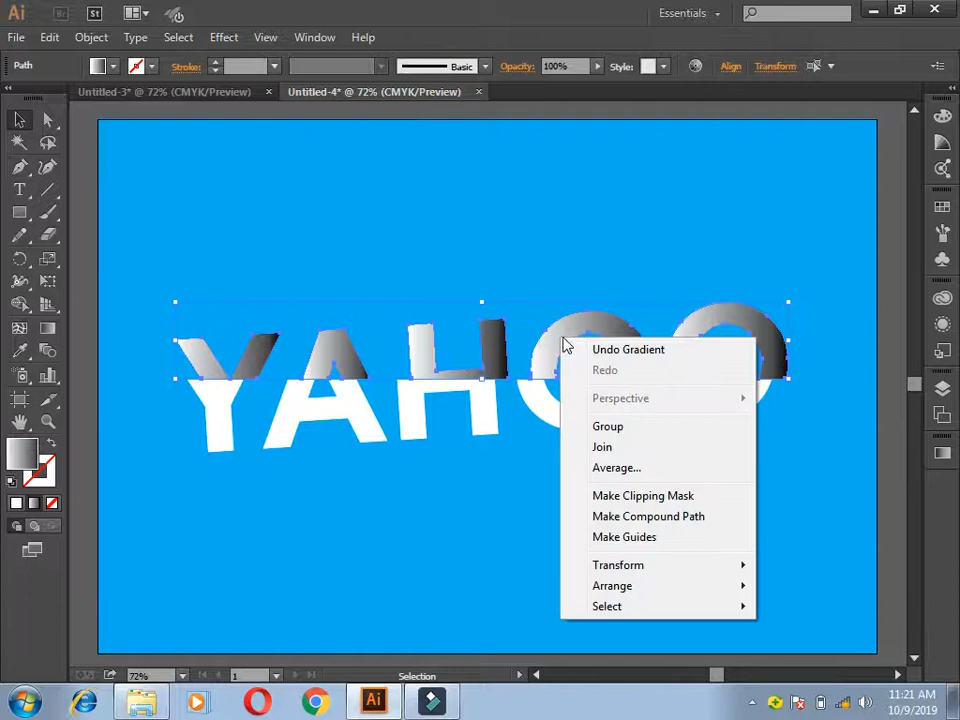 Ai Br St Essentials
File Edit Object Type Select Effect View Window Help
Path Stroke: Basic Opacity: 100% Style: Align Transform
Untitled-3* @ 72% (CMYK/Preview) × Untitled-4* @ 72% (CMYK/Preview) ×
YAHOO
Undo Gradient
Redo
Perspective
Group
Join
Average...
Make Clipping Mask
Make Compound Path
Make Guides
Transform
Arrange
Select
72% 1 Selection
Ai
11:21 AM
10/9/2019